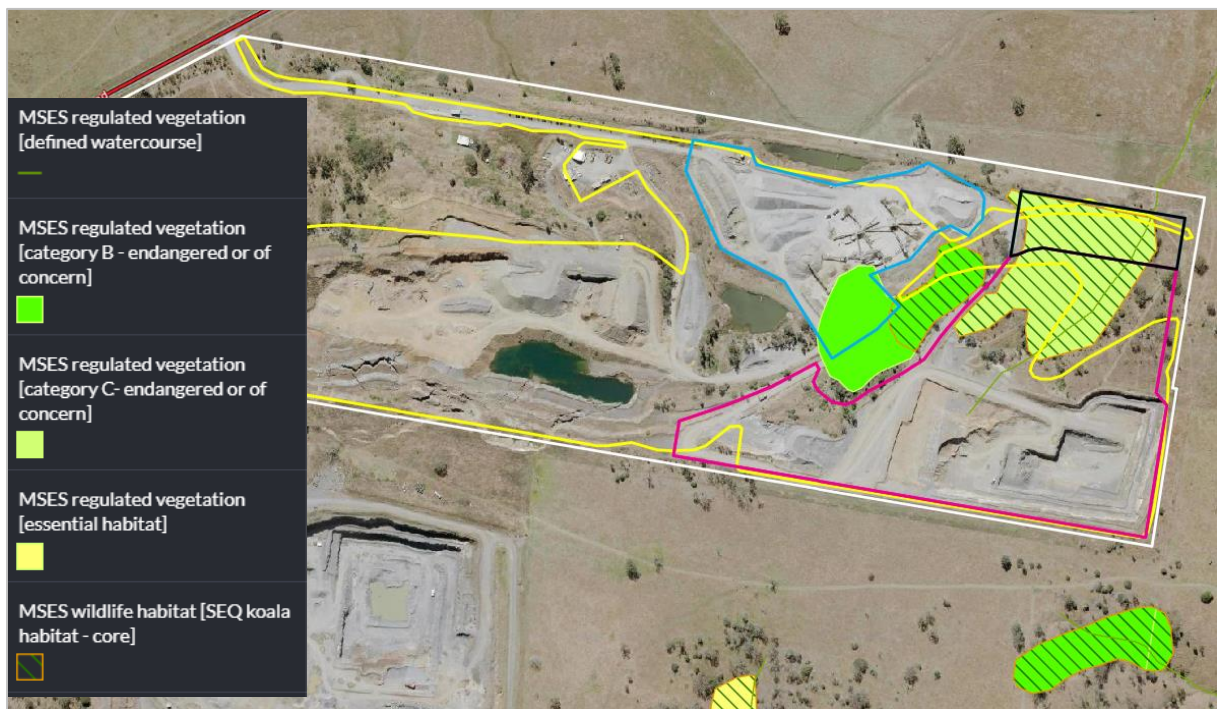 MSES regulated vegetation
[defined watercourse]
MSES regulated vegetation
[category B - endangered or of
concern]
MSES regulated vegetation
[category C- endangered or of
concern]
MSES regulated vegetation
[essential habitat]
MSES wildlife habitat [SEQ koala
habitat - core]